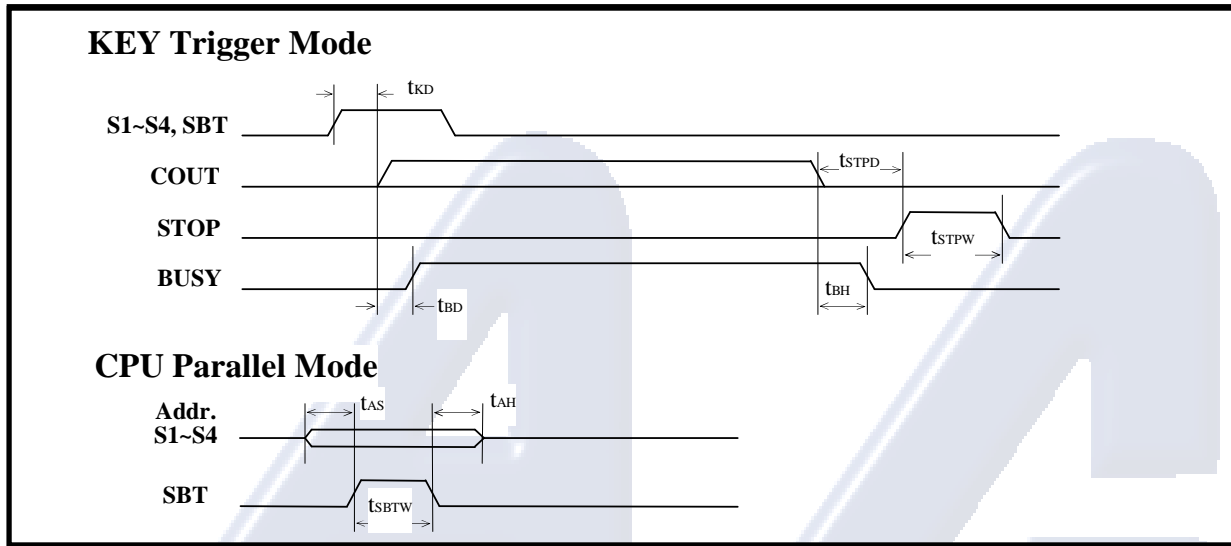 KEY Trigger Mode
tKD
S1~S4, SBT
COUT
tSTPD
STOP
tSTPW
BUSY
tBD
tBH
CPU Parallel Mode
Addr.
S1~S4
tAS
tAH
SBT
tSBTW